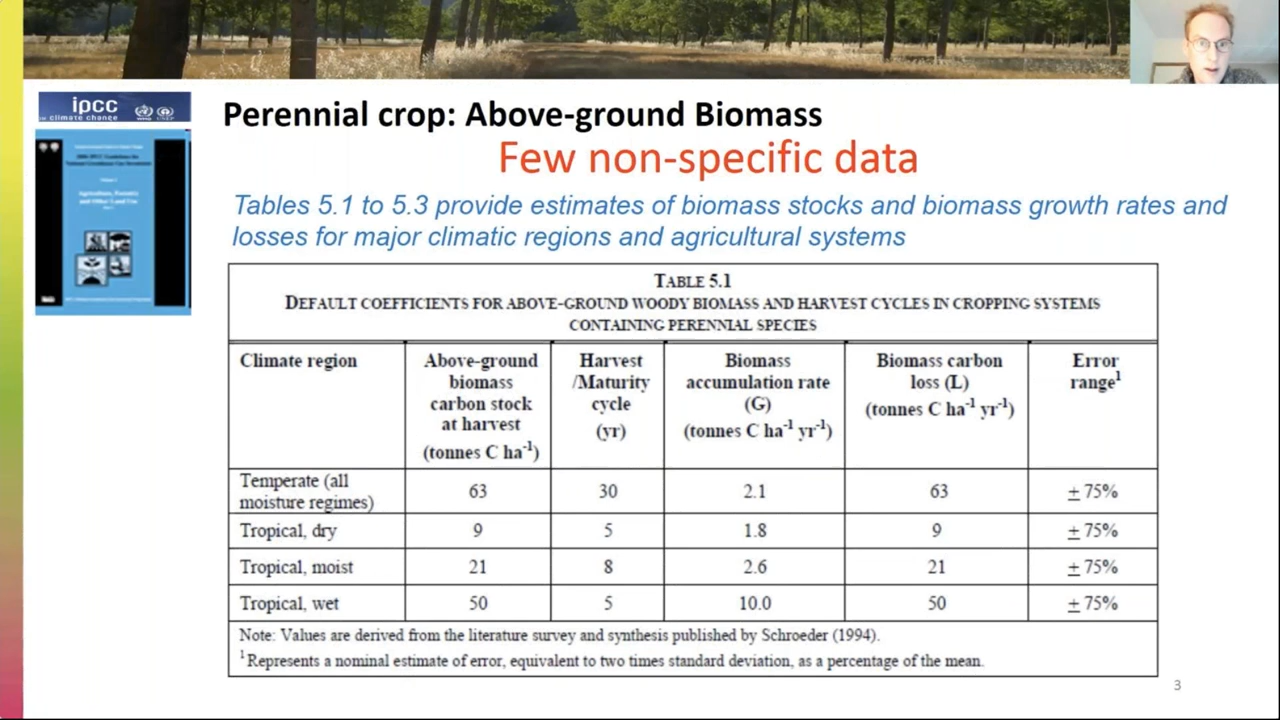 ipcc
climate change
Perennial crop: Above-ground Biomass
Few non-specific data
Tables 5.1 to 5.3 provide estimates of biomass stocks and biomass growth rates and
losses for major climatic regions and agricultural systems
TABLE 5.1
DEFAULT COEFFICIENTS FOR ABOVE-GROUND WOODY BIOMASS AND HARVEST CYCLES IN CROPPING SYSTEMS
CONTAINING PERENNIAL SPECIES
Climate region Above-ground biomass carbon stock at harvest (tonnes C ha⁻¹) Harvest /Maturity cycle (yr) Biomass accumulation rate (G) (tonnes C ha⁻¹ yr⁻¹) Biomass carbon loss (L) (tonnes C ha⁻¹ yr⁻¹) Error range¹
Temperate (all moisture regimes) 63 30 2.1 63 ± 75%
Tropical, dry 9 5 1.8 9 ± 75%
Tropical, moist 21 8 2.6 21 ± 75%
Tropical, wet 50 5 10.0 50 ± 75%
Note: Values are derived from the literature survey and synthesis published by Schroeder (1994).
¹ Represents a nominal estimate of error, equivalent to two times standard deviation, as a percentage of the mean.
3